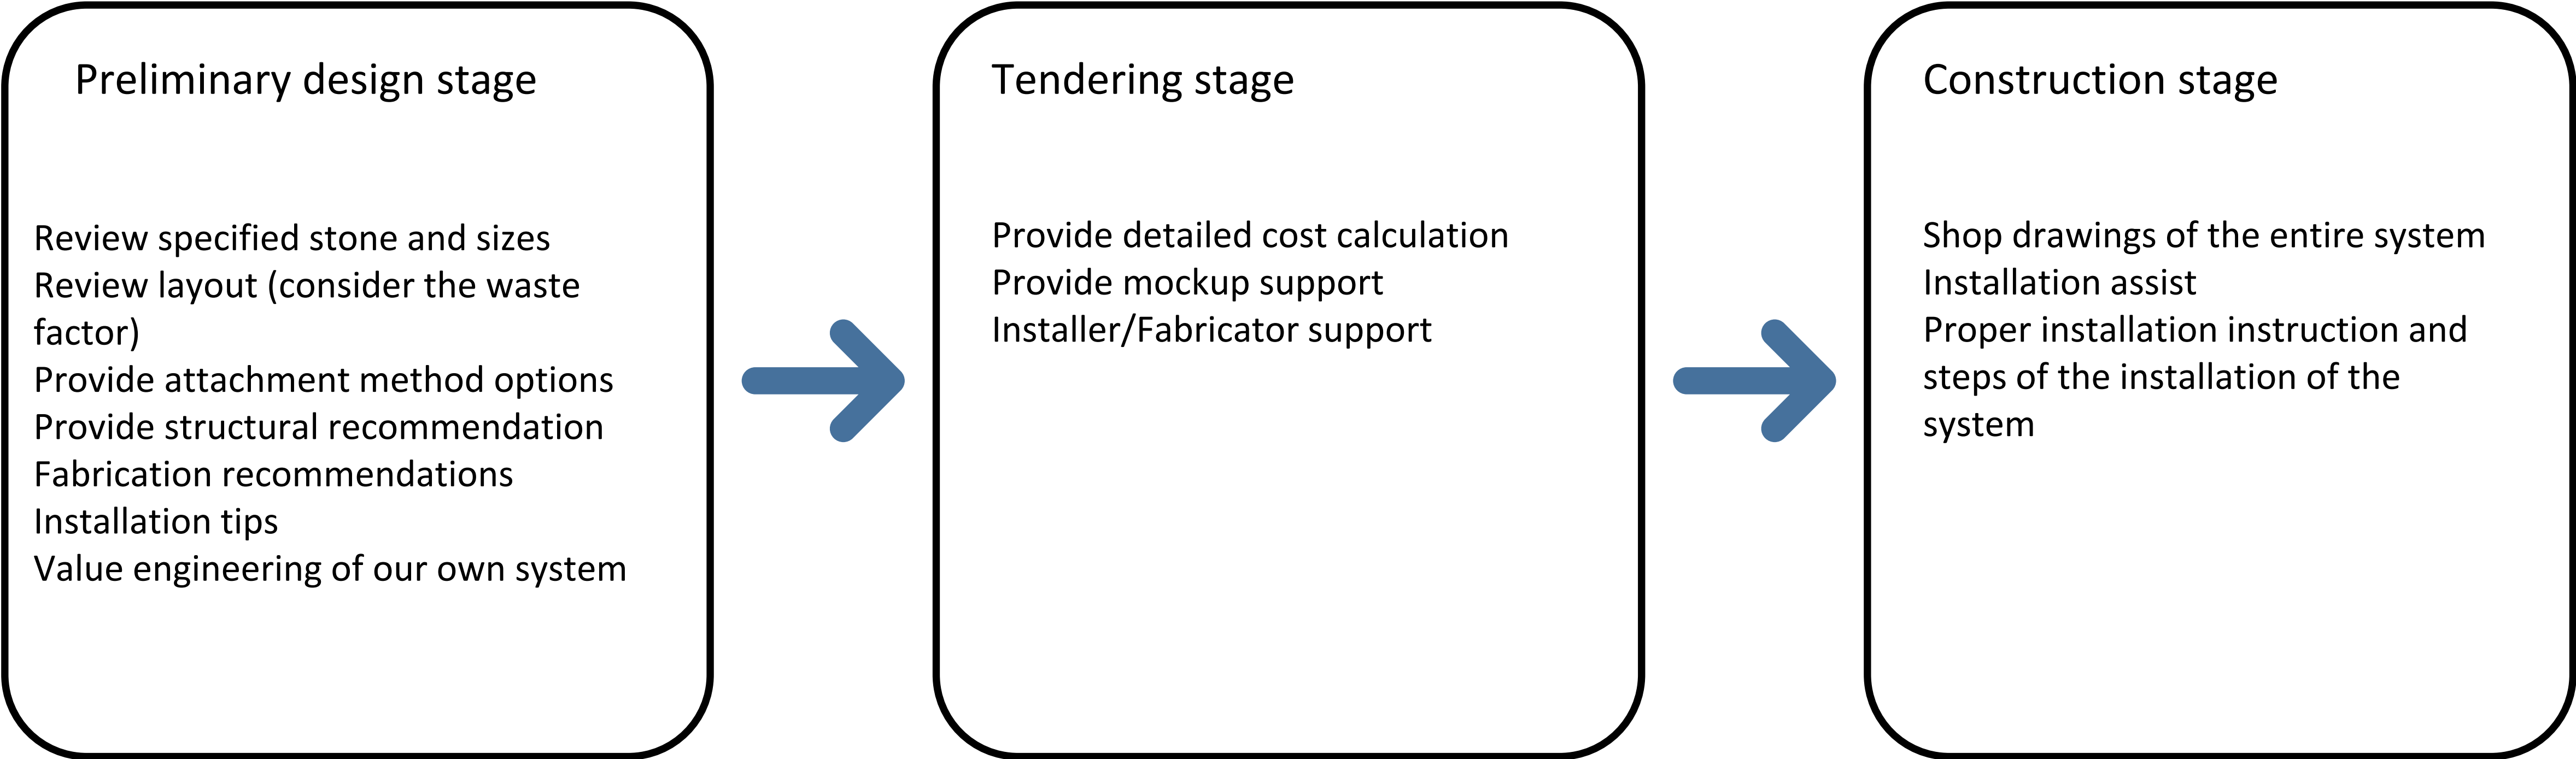 Preliminary design stage
Review specified stone and sizes
Review layout (consider the waste
factor)
Provide attachment method options
Provide structural recommendation
Fabrication recommendations
Installation tips
Value engineering of our own system
Tendering stage
Provide detailed cost calculation
Provide mockup support
Installer/Fabricator support
Construction stage
Shop drawings of the entire system
Installation assist
Proper installation instruction and
steps of the installation of the
system